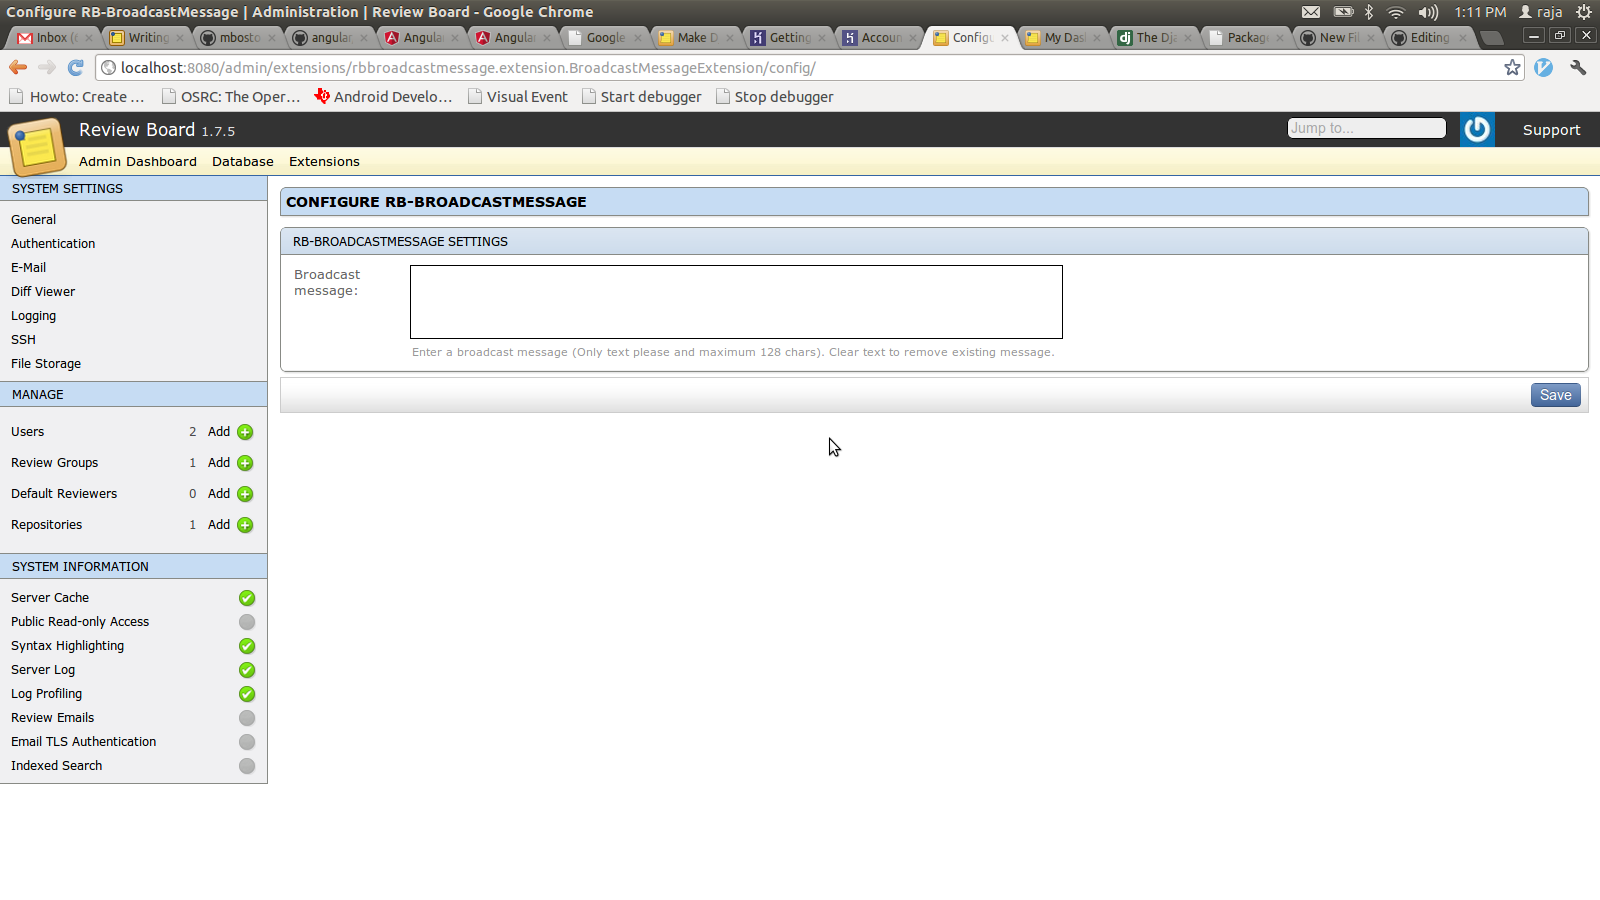 Configure RB-BroadcastMessage | Administration | Review Board - Google Chrome
1:11 PM raja
Inbox (
Writing
mbosto
angular
Angula
Angula
Google
Make D
Getting
Accoun
Configu
My Das
dj The Dj
Package
New Fil
Editing
localhost:8080/admin/extensions/rbbroadcastmessage.extension.BroadcastMessageExtension/config/
Howto: Create ... OSRC: The Oper... Android Develo... Visual Event Start debugger Stop debugger
Review Board 1.7.5
Jump to...
Support
Admin Dashboard Database Extensions
SYSTEM SETTINGS
General
Authentication
E-Mail
Diff Viewer
Logging
SSH
File Storage
MANAGE
Users 2 Add
Review Groups 1 Add
Default Reviewers 0 Add
Repositories 1 Add
SYSTEM INFORMATION
Server Cache
Public Read-only Access
Syntax Highlighting
Server Log
Log Profiling
Review Emails
Email TLS Authentication
Indexed Search
CONFIGURE RB-BROADCASTMESSAGE
RB-BROADCASTMESSAGE SETTINGS
Broadcast
message:
Enter a broadcast message (Only text please and maximum 128 chars). Clear text to remove existing message.
Save